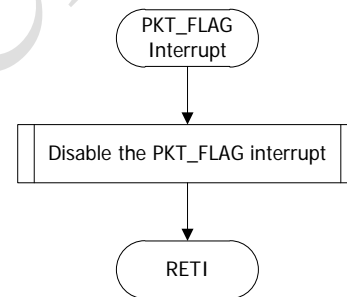 PKT_FLAG
Interrupt
Disable the PKT_FLAG interrupt
RETI